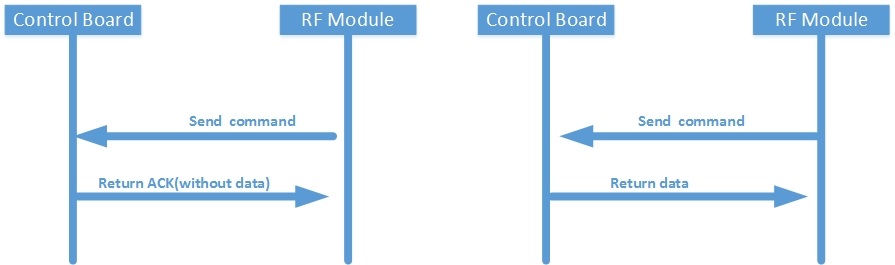 Control Board
RF Module
Send command
Return ACK(without data)
Control Board
RF Module
Send command
Return data